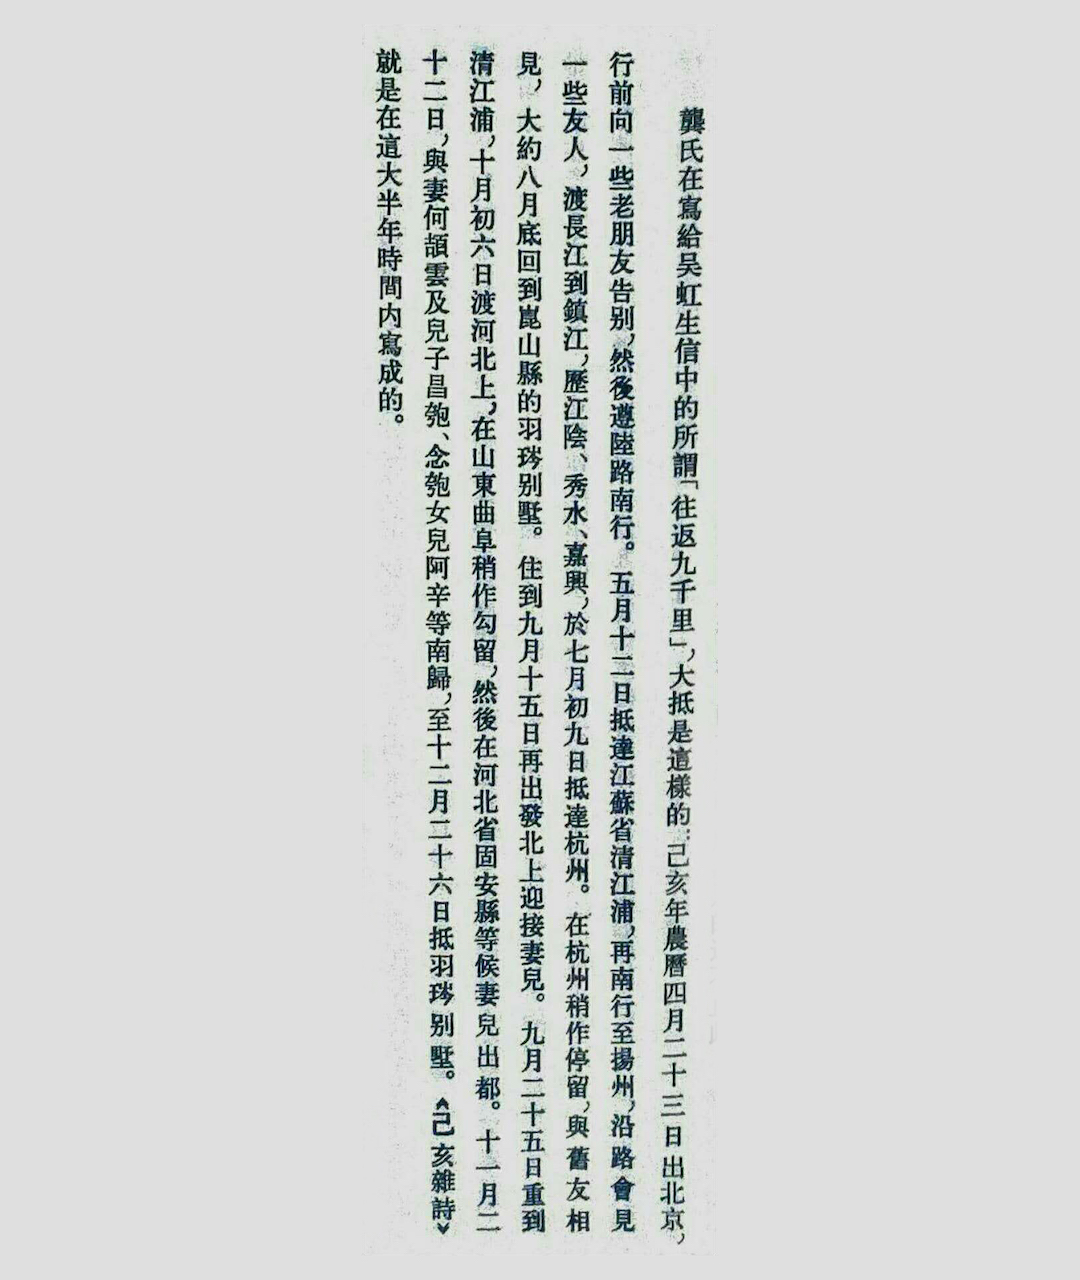 龔氏在寫給吴虹生信中的所謂「往返九千里」，大抵是這樣的：己亥年農曆四月二十三日出北京，
行前向一些老朋友告别，然後遵陸路南行。五月十二日抵達江蘇省清江浦，再南行至揚州，沿路會見
一些友人，渡長江到鎮江，歷江陰、秀水、嘉興，於七月初九日抵達杭州。在杭州稍作停留，與舊友相
見，大約八月底回到崑山縣的羽琌别墅。住到九月十五日再出發北上迎接妻兒。九月二十五日重到
清江浦，十月初六日渡河北上，在山東曲阜稍作勾留，然後在河北省固安縣等候妻兒出都。十一月二
十二日，與妻何頡雲及兒子昌匏、念匏女兒阿辛等南歸，至十二月二十六日抵羽琌别墅。《己亥雜詩》
就是在這大半年時間内寫成的。